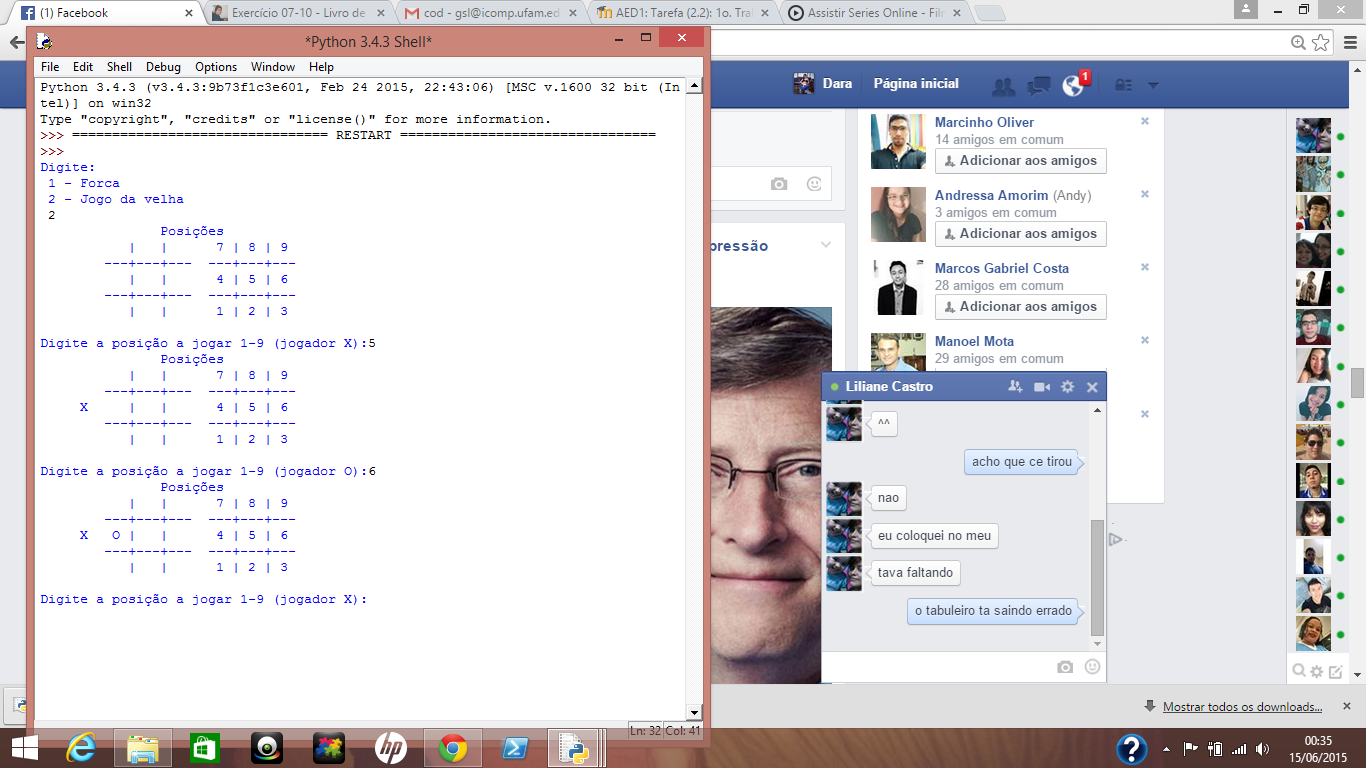 (1) Facebook
Exercício 07-10 - Livro de
cod - gsl@icomp.ufam.ed
AED1: Tarefa (2.2): 1o. Tra
Assistir Series Online - Fil
*Python 3.4.3 Shell*
File Edit Shell Debug Options Window Help
Python 3.4.3 (v3.4.3:9b73f1c3e601, Feb 24 2015, 22:43:06) [MSC v.1600 32 bit (In
tel)] on win32
Type "copyright", "credits" or "license()" for more information.
>>> ================================ RESTART ================================
>>>
Digite:
1 - Forca
2 - Jogo da velha
2
Posições
| | 7 | 8 | 9
---+---+--- ---+---+---
| | 4 | 5 | 6
---+---+--- ---+---+---
| | 1 | 2 | 3
Digite a posição a jogar 1-9 (jogador X):5
Posições
| | 7 | 8 | 9
---+---+--- ---+---+---
X | | 4 | 5 | 6
---+---+--- ---+---+---
| | 1 | 2 | 3
Digite a posição a jogar 1-9 (jogador O):6
Posições
| | 7 | 8 | 9
---+---+--- ---+---+---
X O | | 4 | 5 | 6
---+---+--- ---+---+---
| | 1 | 2 | 3
Digite a posição a jogar 1-9 (jogador X):
Ln: 32 Col: 41
Dara Página inicial 1
pressão
Marcinho Oliver
14 amigos em comum
Adicionar aos amigos
Andressa Amorim (Andy)
3 amigos em comum
Adicionar aos amigos
Marcos Gabriel Costa
28 amigos em comum
Adicionar aos amigos
Manoel Mota
29 amigos em comum
Liliane Castro
^^
acho que ce tirou
nao
eu coloquei no meu
tava faltando
o tabuleiro ta saindo errado
Mostrar todos os downloads...
hp
?
00:35
15/06/2015